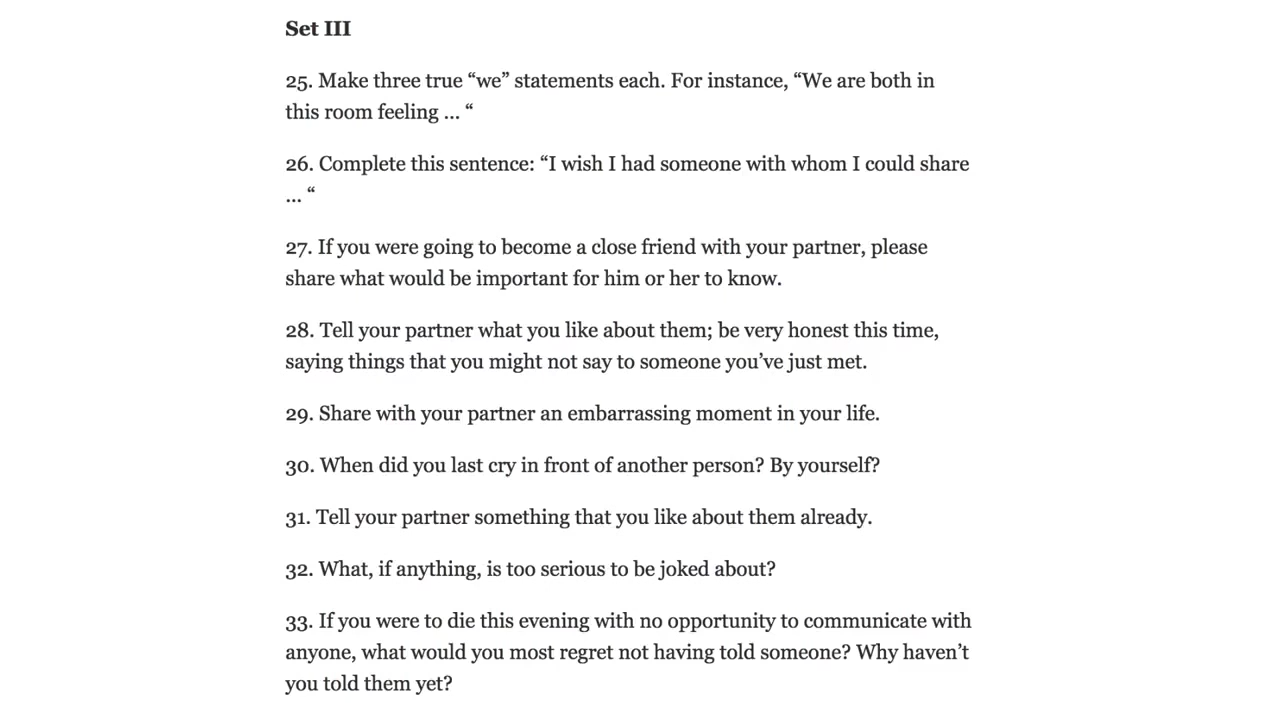 Set III
25. Make three true “we” statements each. For instance, “We are both in
this room feeling ... “
26. Complete this sentence: “I wish I had someone with whom I could share
... “
27. If you were going to become a close friend with your partner, please
share what would be important for him or her to know.
28. Tell your partner what you like about them; be very honest this time,
saying things that you might not say to someone you’ve just met.
29. Share with your partner an embarrassing moment in your life.
30. When did you last cry in front of another person? By yourself?
31. Tell your partner something that you like about them already.
32. What, if anything, is too serious to be joked about?
33. If you were to die this evening with no opportunity to communicate with
anyone, what would you most regret not having told someone? Why haven’t
you told them yet?